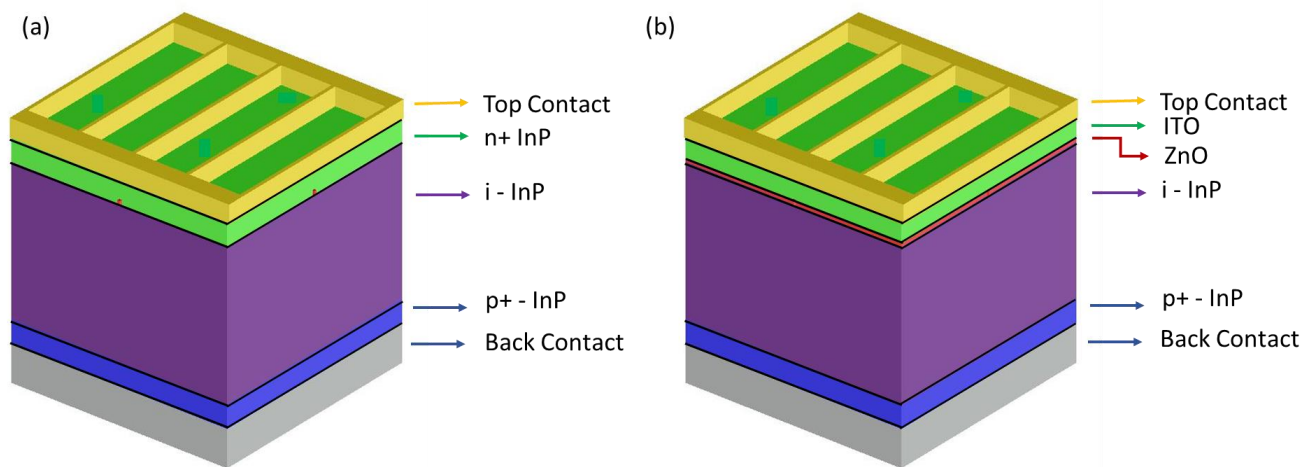 (a)
Top Contact
n+ InP
i - InP
p+ - InP
Back Contact
(b)
Top Contact
ITO
ZnO
i - InP
p+ - InP
Back Contact